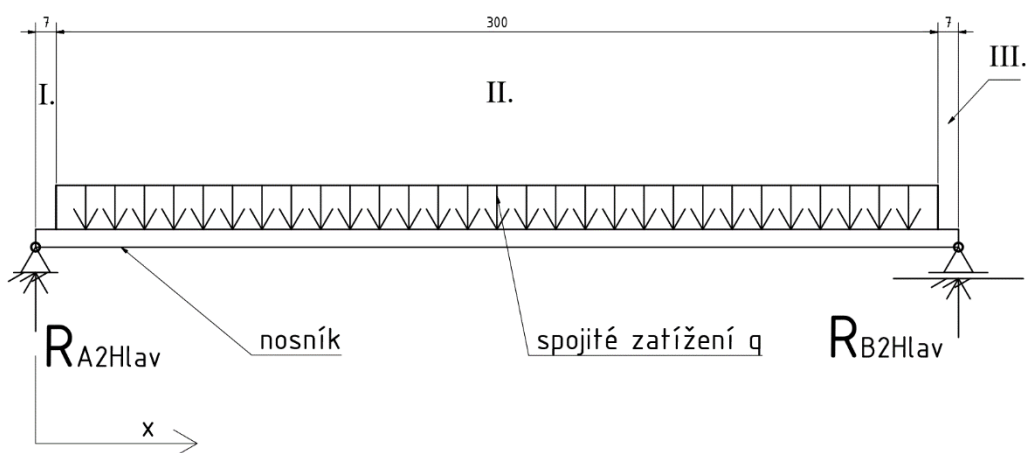 7
300
7
I.
II.
III.
nosník
spojité zatížení q
RA2Hlav
RB2Hlav
x